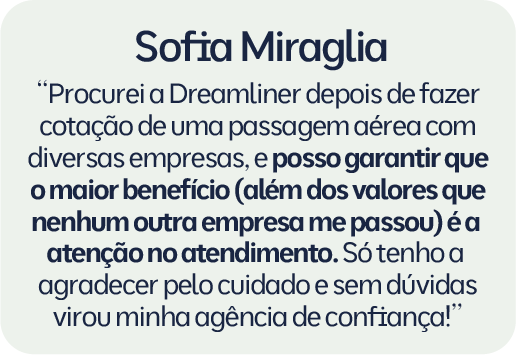 Sofia Miraglia
“Procurei a Dreamliner depois de fazer
cotação de uma passagem aérea com
diversas empresas, e posso garantir que
o maior benefício (além dos valores que
nenhum outra empresa me passou) é a
atenção no atendimento. Só tenho a
agradecer pelo cuidado e sem dúvidas
virou minha agência de confiança!”